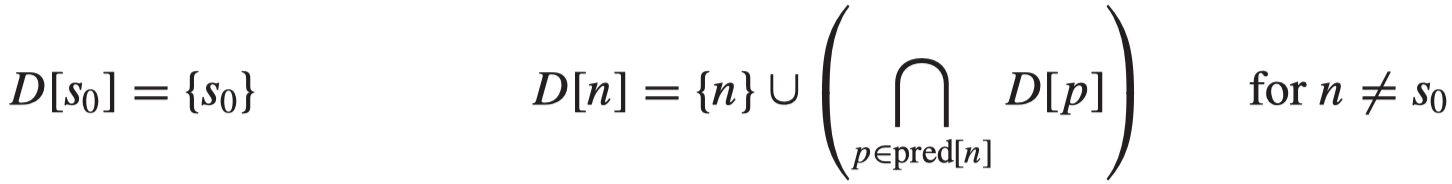 D[s₀] = {s₀} D[n] = {n} ∪ (⋂_{p∈pred[n]} D[p]) for n ≠ s₀